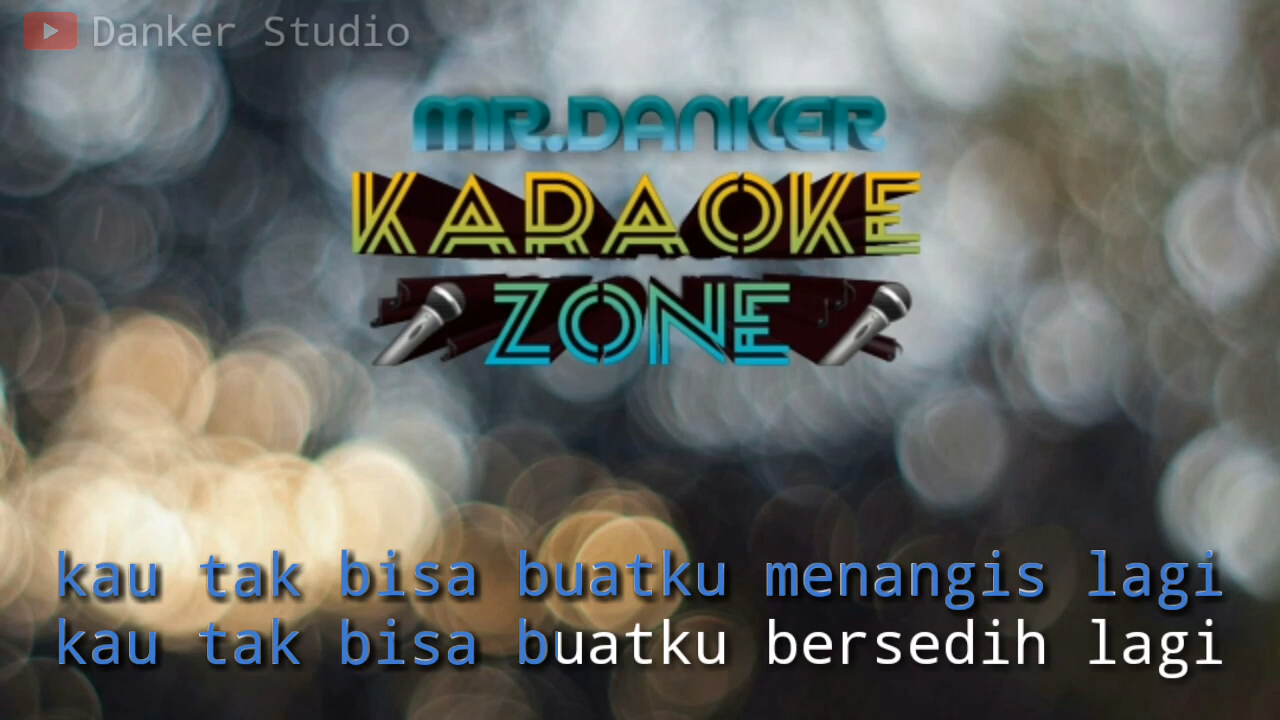 Danker Studio
MR.DANKER
KARAOKE
ZONE
kau tak bisa buatku menangis lagi
kau tak bisa buatku bersedih lagi